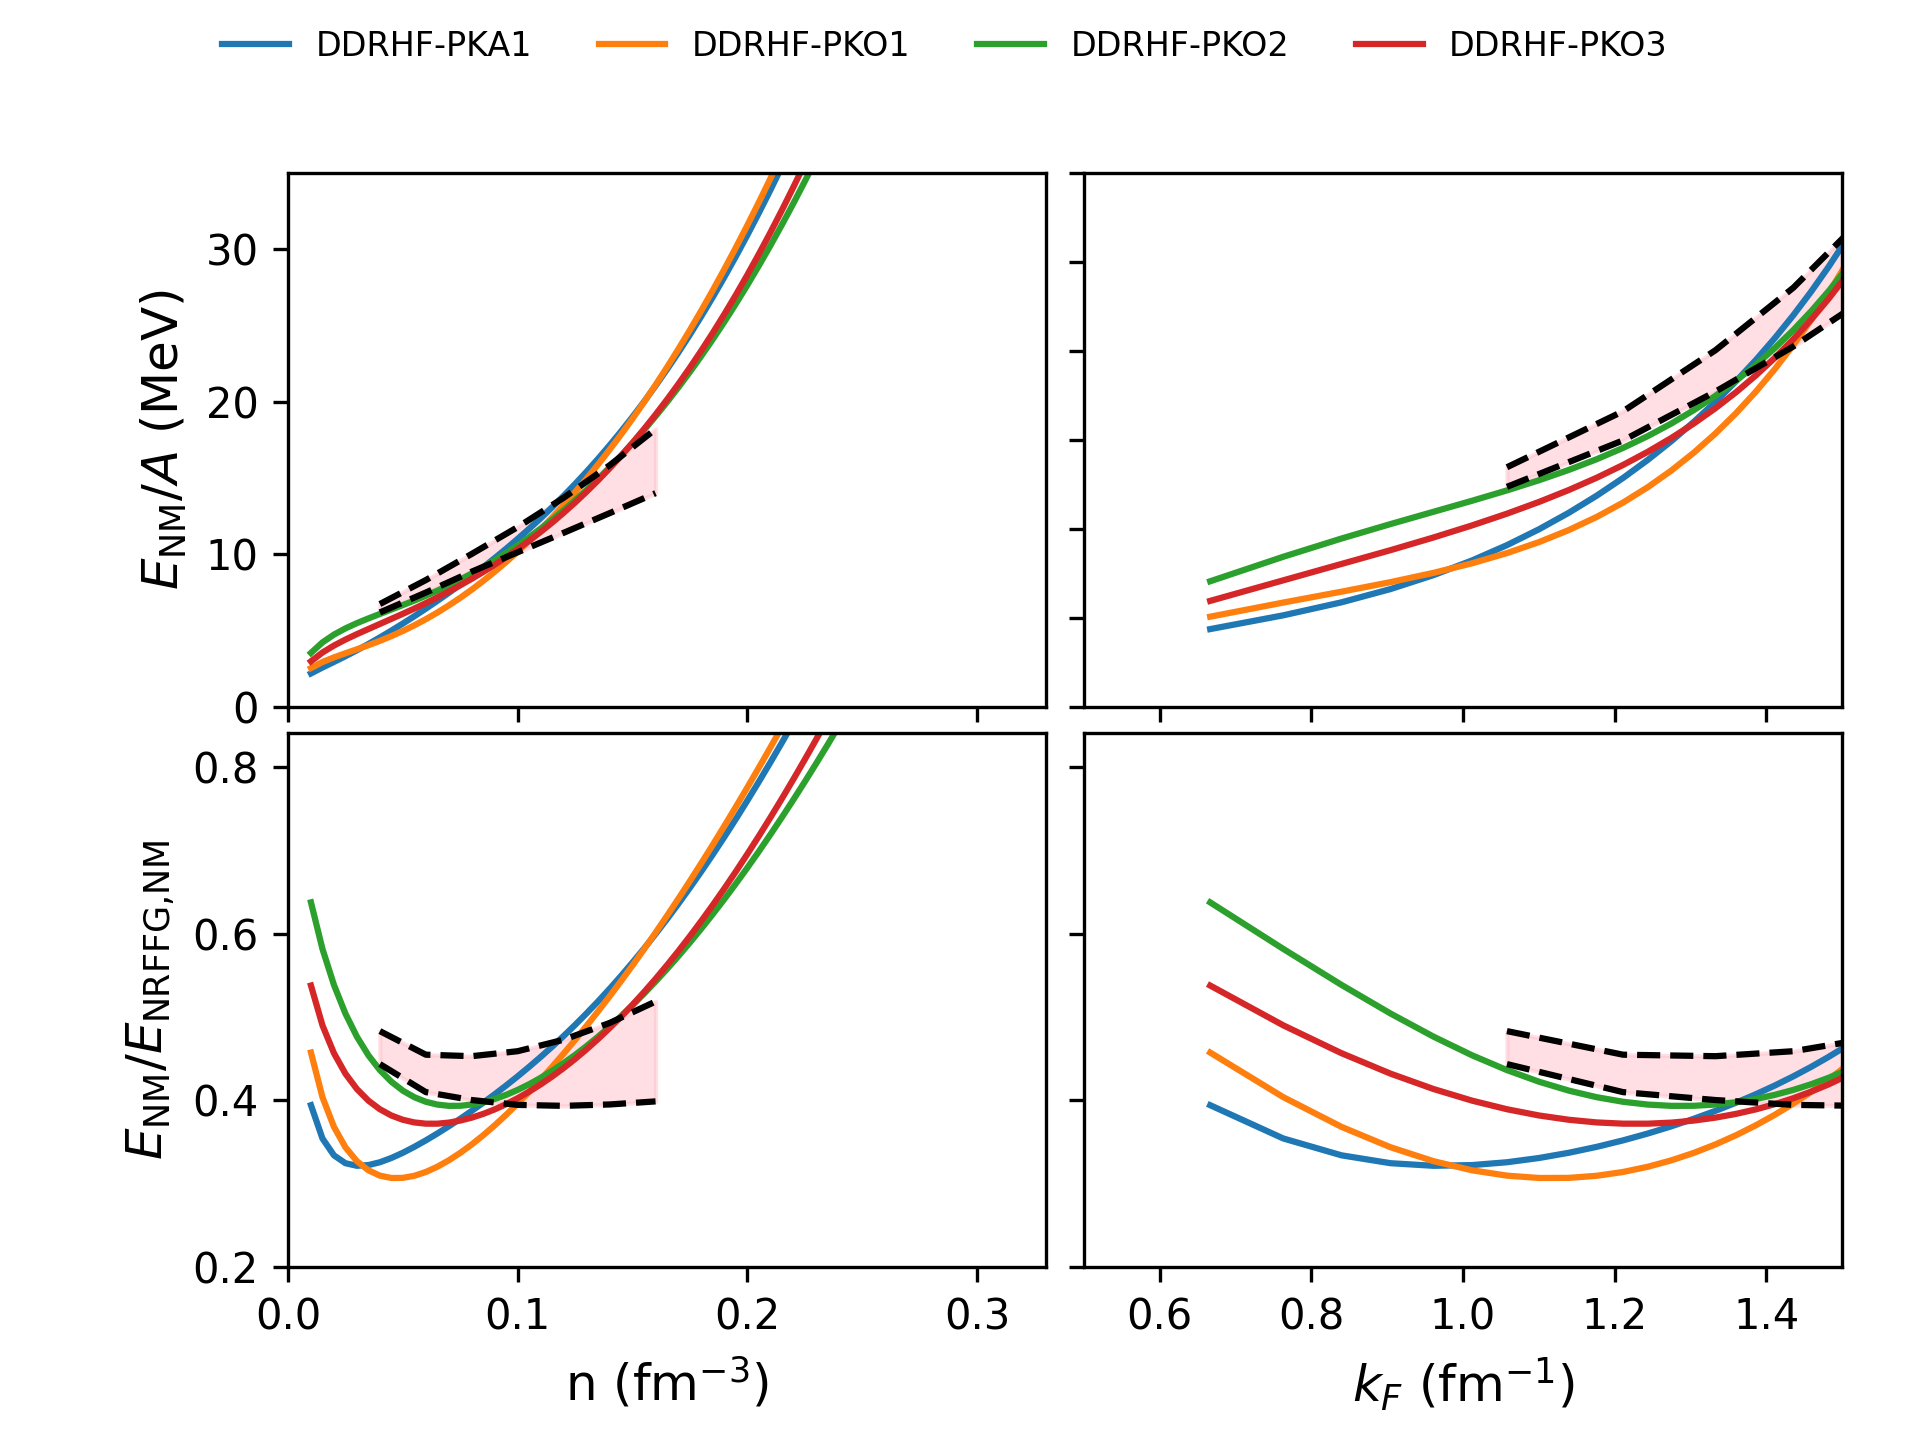 DDRHF-PKA1 DDRHF-PKO1 DDRHF-PKO2 DDRHF-PKO3
E_NM/A (MeV)
30
20
10
0
E_NM/E_NRFFG,NM
0.8
0.6
0.4
0.2
0.0 0.1 0.2 0.3
n (fm⁻³)
0.6 0.8 1.0 1.2 1.4
k_F (fm⁻¹)